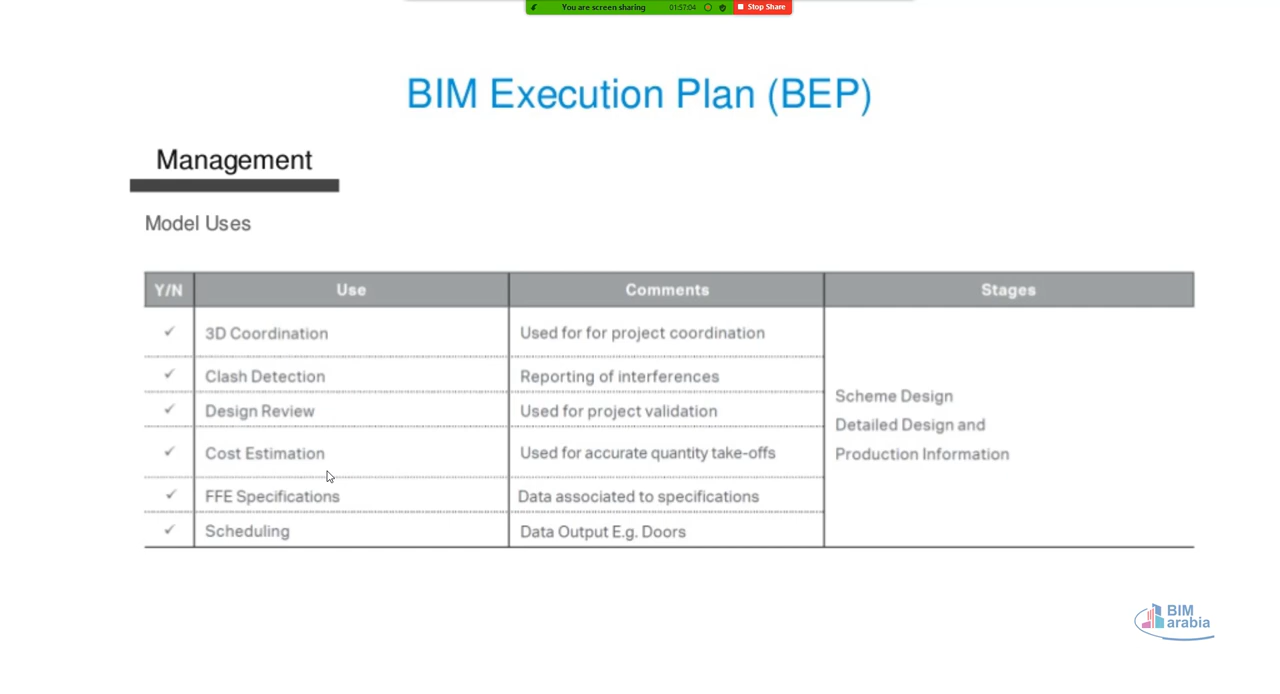 You are screen sharing 01:57:04 Stop Share
BIM Execution Plan (BEP)
Management
Model Uses
Y/N Use Comments Stages
3D Coordination Used for for project coordination
Clash Detection Reporting of interferences
Design Review Used for project validation
Cost Estimation Used for accurate quantity take-offs
FFE Specifications Data associated to specifications
Scheduling Data Output E.g. Doors
Scheme Design
Detailed Design and
Production Information
BIM
arabia